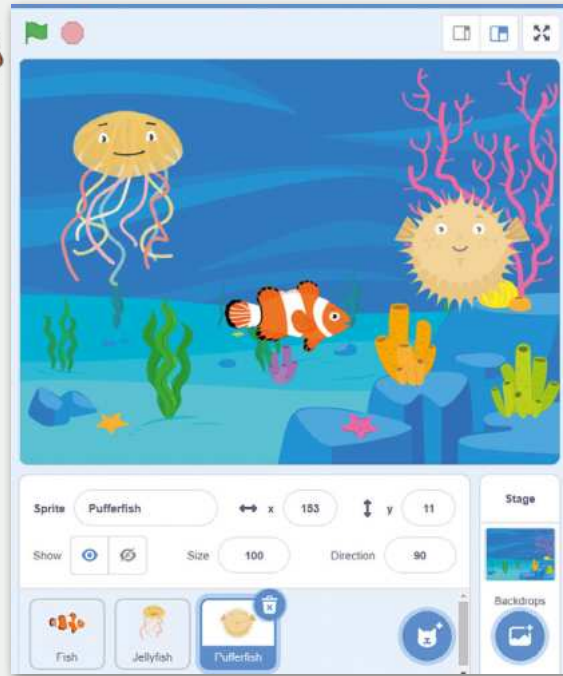 Sprite Pufferfish x 153 y 11
Show Size 100 Direction 90
Fish Jellyfish Pufferfish
Stage
Backdrops